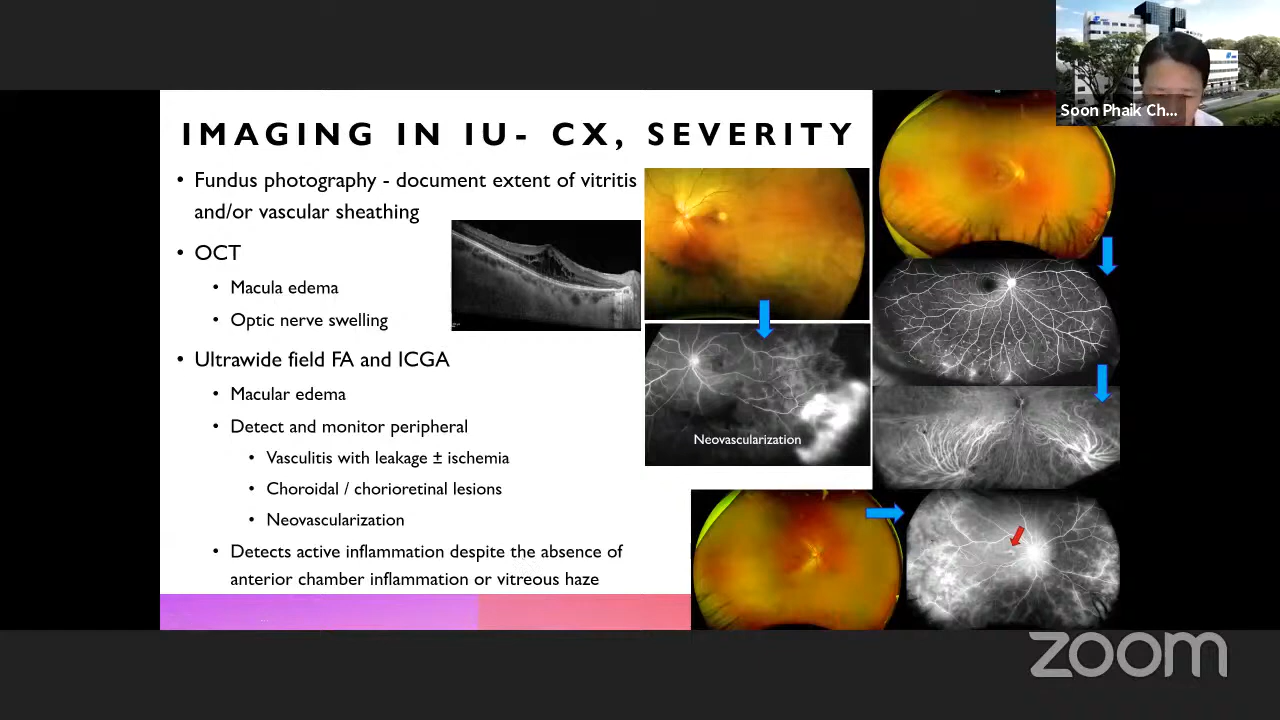 Soon Phaik Ch...
IMAGING IN IU- CX, SEVERITY
• Fundus photography - document extent of vitritis
and/or vascular sheathing
• OCT
• Macula edema
• Optic nerve swelling
• Ultrawide field FA and ICGA
• Macular edema
• Detect and monitor peripheral
• Vasculitis with leakage ± ischemia
• Choroidal / chorioretinal lesions
• Neovascularization
• Detects active inflammation despite the absence of
anterior chamber inflammation or vitreous haze
Neovascularization
zoom